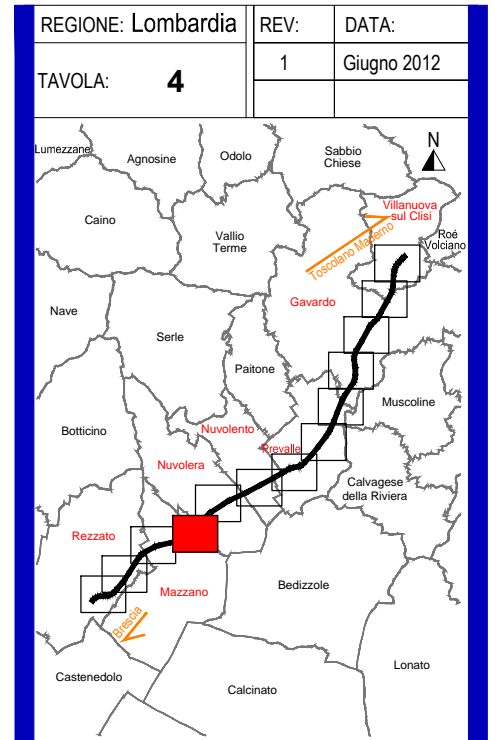 REGIONE: Lombardia
REV:
DATA:
TAVOLA: 4
1
Giugno 2012
Lumezzane
Agnosine
Odolo
Sabbio
Chiese
N
Caino
Vallio
Terme
Villanuova
sul Clisi
Roé
Volciano
Toscolano Maderno
Gavardo
Nave
Serle
Paitone
Muscoline
Botticino
Nuvolento
Prevalle
Nuvolera
Calvagese
della Riviera
Rezzato
Mazzano
Bedizzole
Brescia
Castenedolo
Calcinato
Lonato